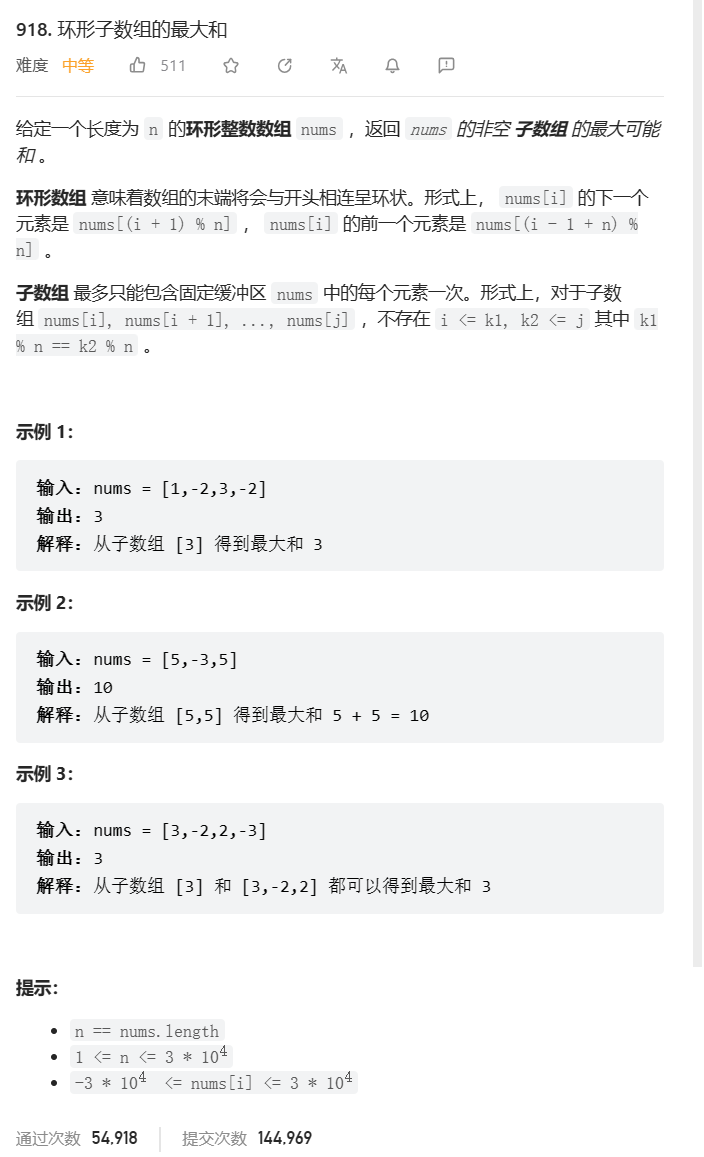 918. 环形子数组的最大和
难度 中等 511
给定一个长度为 n 的环形整数数组 nums ，返回 nums 的非空 子数组 的最大可能
和 。
环形数组 意味着数组的末端将会与开头相连呈环状。形式上， nums[i] 的下一个
元素是 nums[(i + 1) % n] ， nums[i] 的前一个元素是 nums[(i - 1 + n) %
n] 。
子数组 最多只能包含固定缓冲区 nums 中的每个元素一次。形式上，对于子数
组 nums[i], nums[i + 1], ..., nums[j] ，不存在 i <= k1, k2 <= j 其中 k1
% n == k2 % n 。
示例 1：
输入：nums = [1,-2,3,-2]
输出：3
解释：从子数组 [3] 得到最大和 3
示例 2：
输入：nums = [5,-3,5]
输出：10
解释：从子数组 [5,5] 得到最大和 5 + 5 = 10
示例 3：
输入：nums = [3,-2,2,-3]
输出：3
解释：从子数组 [3] 和 [3,-2,2] 都可以得到最大和 3
提示：
n == nums.length
1 <= n <= 3 * 10^4
-3 * 10^4 <= nums[i] <= 3 * 10^4
通过次数 54,918 提交次数 144,969